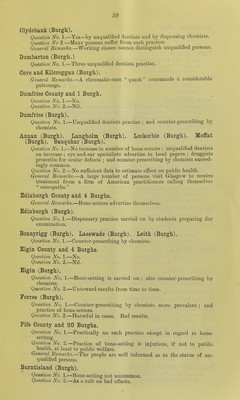 39
Clydebank (Burgh).
Question No. 1.—Yes—by unqualified dentists and by dispensing chemists.
Question No 2—Many persons suffer from such practice.
General Remarks.—Working classes cannot distinguish unqualified persons.
Dumbarton (Burgh.)
Question No. 1.—Three unqualified dentists practise.
Cove and Kilcreggan (Burgh).
General Remarks.—A rheumatic-cure “quack” commands a considerable
patronage.
Dumfries County and 1 Burgh.
Question No. 1.—No.
Question No. 2.—Nil.
Dumfries (Burgh).
Question No. 1.—Unqualified dentists practise; and counter-prescribing by
chemists.
Annan (Burgh). Langholm (Burgh). Lockerbie (Burgh). Moffat
(Burgh). Sanquhar (Burgh).
Question No. 1.—No increase in number of bone-setters; unqualified dentists
on increase; eye and ear specialists advertise in local papers; druggists
prescribe for ocular defects; and counter-prescribing by chemists exceed-
ingly common.
Question No. 2.—No sufficient data to estimate effect on public health.
General Remarks.—A large number of persons visit Glasgow to receive
treatment from a firm of American practitioners calling themselves
“osteopaths.”
Edinburgh County and 4 Burghs.
General Remarks.—Bone-setters advertise themselves.
Edinburgh (Burgh).
Question No. 1.—Dispensary practice carried on by students preparing for
examination.
Bonnyrigg (Burgh). Lasswade (Burgh). Leith (Burgh).
Question No. 1.—Counter-prescribing by chemists.
Elgin County and 4 Burghs.
Question No. 1.—No.
Question No. 2.—Nil.
Elgin (Burgh).
Question No. 1.—Bone-setting is carried on; also counter-prescribing by
chemists.
Question No. 2.—Untoward results from time to time.
Forres (Burgh).
Question No. 1.—Counter-prescribing by chemists more prevalent; and
practice of bone-setters.
Question No. 2.—Harmful in cases. Bad results.
Fife County and 20 Burghs.
Question No. 1.—Practically no such practice except in regard to bone-
setting.
Question No. 2.—Practice of bone-setting is injurious, if not to public
health, at least to public welfare.
General Remarks.—The people are well informed as to the status of un-
qualified persons.
Burntisland (Burgh).
Question No. 1.—Bone-setting not uncommon.
Question No. 2.—As a rule no bad effects.